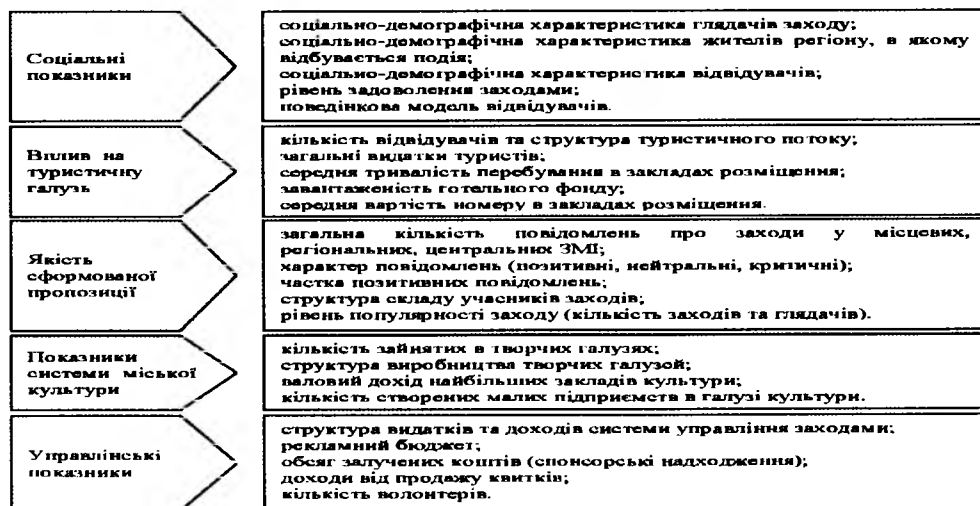 Соціальні
показники
соціально-демографічна характеристика глядачів заходу;
соціально-демографічна характеристика жителів регіону, в якому
відбувається подія;
соціально-демографічна характеристика відвідувачів;
рівень задоволення заходами;
поведінкова модель відвідувачів.
Вплив на
туристичну
галузь
кількість відвідувачів та структура туристичного потоку;
загальні видатки туристів;
середня тривалість перебування в закладах розміщення;
завантаженість готельного фонду;
середня вартість номеру в закладах розміщення.
Якість
сформованої
пропозиції
загальна кількість повідомлень про заходи у місцевих,
регіональних, центральних ЗМІ;
характер повідомлень (позитивні, нейтральні, критичні);
частка позитивних повідомлень;
структура складу учасників заходів;
рівень популярності заходу (кількість заходів та глядачів).
Показники
системи міської
культури
кількість зайнятих в творчих галузях;
структура виробництва творчих галузей;
валовий дохід найбільших закладів культури;
кількість створених малих підприємств в галузі культури.
Управлінські
показники
структура видатків та доходів системи управління заходами;
рекламний бюджет;
обсяг залучених коштів (спонсорські надходження);
доходи від продажу квитків;
кількість волонтерів.